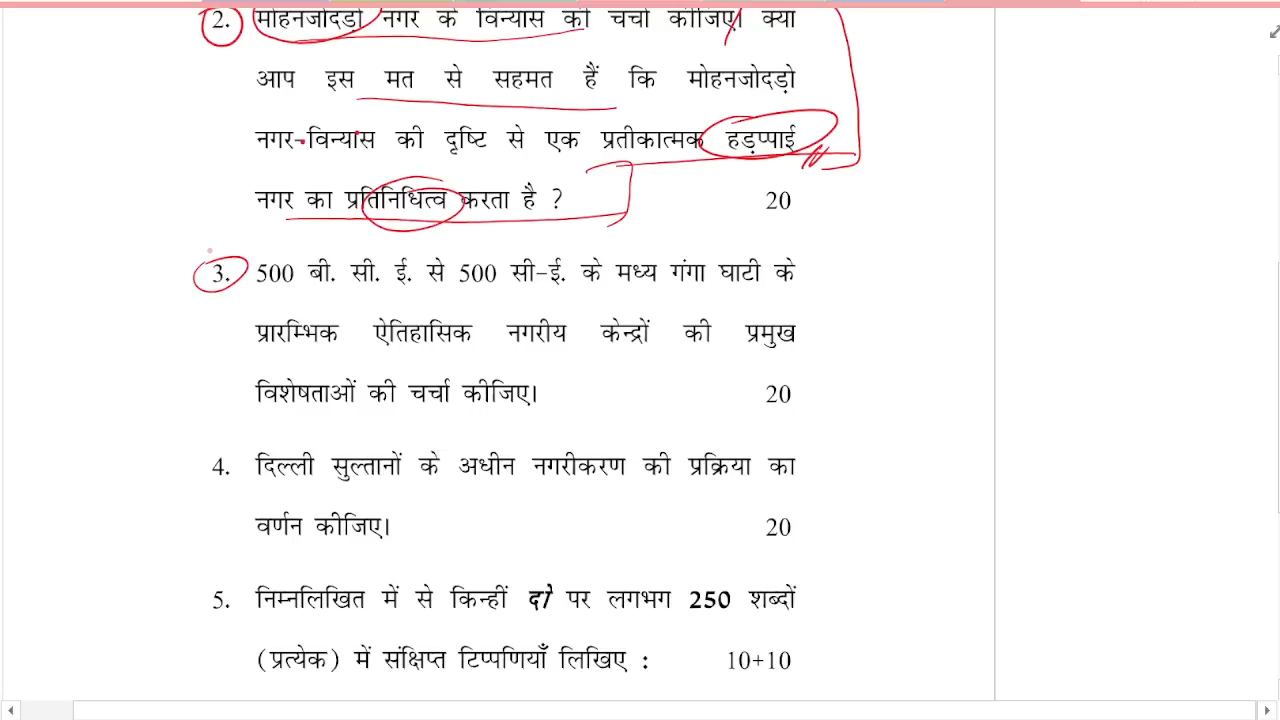 2. मोहनजोदड़ो नगर के विन्यास की चर्चा कीजिए। क्या
आप इस मत से सहमत हैं कि मोहनजोदड़ो
नगर-विन्यास की दृष्टि से एक प्रतीकात्मक हड़प्पाई
नगर का प्रतिनिधित्व करता है ? 20
3. 500 बी. सी. ई. से 500 सी-ई. के मध्य गंगा घाटी के
प्रारम्भिक ऐतिहासिक नगरीय केन्द्रों की प्रमुख
विशेषताओं की चर्चा कीजिए। 20
4. दिल्ली सुल्तानों के अधीन नगरीकरण की प्रक्रिया का
वर्णन कीजिए। 20
5. निम्नलिखित में से किन्हीं दो पर लगभग 250 शब्दों
(प्रत्येक) में संक्षिप्त टिप्पणियाँ लिखिए : 10+10